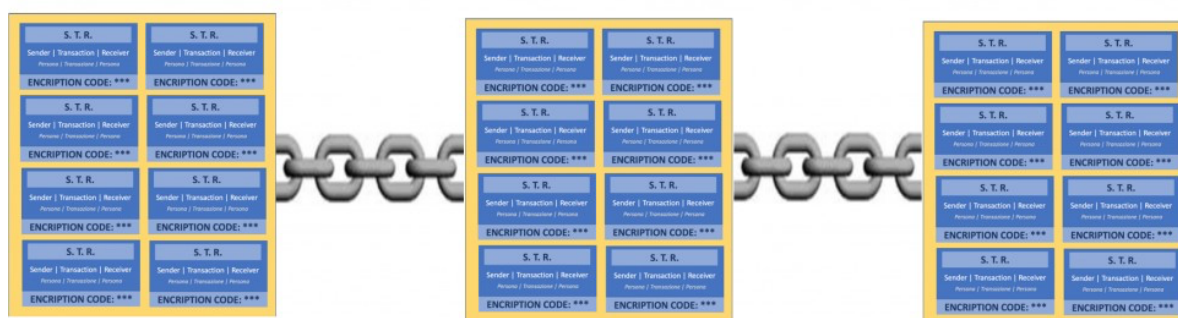 S. T. R.
Sender | Transaction | Receiver
Persona / Transazione / Persona
ENCRIPTION CODE: ***
S. T. R.
Sender | Transaction | Receiver
Persona / Transazione / Persona
ENCRIPTION CODE: ***
S. T. R.
Sender | Transaction | Receiver
Persona / Transazione / Persona
ENCRIPTION CODE: ***
S. T. R.
Sender | Transaction | Receiver
Persona / Transazione / Persona
ENCRIPTION CODE: ***
S. T. R.
Sender | Transaction | Receiver
Persona / Transazione / Persona
ENCRIPTION CODE: ***
S. T. R.
Sender | Transaction | Receiver
Persona / Transazione / Persona
ENCRIPTION CODE: ***
S. T. R.
Sender | Transaction | Receiver
Persona / Transazione / Persona
ENCRIPTION CODE: ***
S. T. R.
Sender | Transaction | Receiver
Persona / Transazione / Persona
ENCRIPTION CODE: ***
S. T. R.
Sender | Transaction | Receiver
Persona / Transazione / Persona
ENCRIPTION CODE: ***
S. T. R.
Sender | Transaction | Receiver
Persona / Transazione / Persona
ENCRIPTION CODE: ***
S. T. R.
Sender | Transaction | Receiver
Persona / Transazione / Persona
ENCRIPTION CODE: ***
S. T. R.
Sender | Transaction | Receiver
Persona / Transazione / Persona
ENCRIPTION CODE: ***
S. T. R.
Sender | Transaction | Receiver
Persona / Transazione / Persona
ENCRIPTION CODE: ***
S. T. R.
Sender | Transaction | Receiver
Persona / Transazione / Persona
ENCRIPTION CODE: ***
S. T. R.
Sender | Transaction | Receiver
Persona / Transazione / Persona
ENCRIPTION CODE: ***
S. T. R.
Sender | Transaction | Receiver
Persona / Transazione / Persona
ENCRIPTION CODE: ***
S. T. R.
Sender | Transaction | Receiver
Persona / Transazione / Persona
ENCRIPTION CODE: ***
S. T. R.
Sender | Transaction | Receiver
Persona / Transazione / Persona
ENCRIPTION CODE: ***
S. T. R.
Sender | Transaction | Receiver
Persona / Transazione / Persona
ENCRIPTION CODE: ***
S. T. R.
Sender | Transaction | Receiver
Persona / Transazione / Persona
ENCRIPTION CODE: ***
S. T. R.
Sender | Transaction | Receiver
Persona / Transazione / Persona
ENCRIPTION CODE: ***
S. T. R.
Sender | Transaction | Receiver
Persona / Transazione / Persona
ENCRIPTION CODE: ***
S. T. R.
Sender | Transaction | Receiver
Persona / Transazione / Persona
ENCRIPTION CODE: ***
S. T. R.
Sender | Transaction | Receiver
Persona / Transazione / Persona
ENCRIPTION CODE: ***